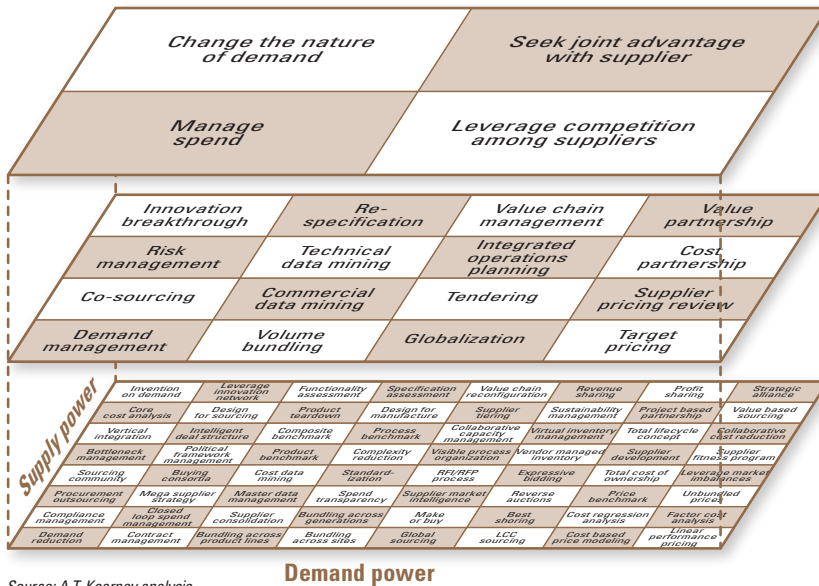 Change the nature
of demand
Seek joint advantage
with supplier
Manage
spend
Leverage competition
among suppliers
Innovation
breakthrough
Re-
specification
Value chain
management
Value
partnership
Risk
management
Technical
data mining
Integrated
operations
planning
Cost
partnership
Co-sourcing
Commercial
data mining
Tendering
Supplier
pricing review
Demand
management
Volume
bundling
Globalization
Target
pricing
Invention
on demand
Leverage
innovation
network
Functionality
assessment
Specification
assessment
Value chain
reconfiguration
Revenue
sharing
Profit
sharing
Strategic
alliance
Core
cost analysis
Design
for sourcing
Product
teardown
Design for
manufacture
Supplier
tiering
Sustainability
management
Project based
partnership
Value based
sourcing
Vertical
integration
Intelligent
deal structure
Composite
benchmark
Process
benchmark
Collaborative
capacity
management
Virtual inventory
management
Total lifecycle
concept
Collaborative
cost reduction
Bottleneck
management
Political
framework
management
Product
benchmark
Complexity
reduction
Visible process
organization
Vendor managed
inventory
Supplier
development
Supplier
fitness program
Sourcing
community
Buying
consortia
Cost data
mining
Standard-
ization
RFI/RFP
process
Expressive
bidding
Total cost of
ownership
Leverage market
imbalances
Procurement
outsourcing
Mega supplier
strategy
Master data
management
Spend
transparency
Supplier market
intelligence
Reverse
auctions
Price
benchmark
Unbundled
prices
Compliance
management
Closed
loop spend
management
Supplier
consolidation
Bundling across
generations
Make
or buy
Best
shoring
Cost regression
analysis
Factor cost
analysis
Demand
reduction
Contract
management
Bundling across
product lines
Bundling
across sites
Global
sourcing
LCC
sourcing
Cost based
price modeling
Linear
performance
pricing
Supply power
Demand power
Source: A.T. Kearney analysis